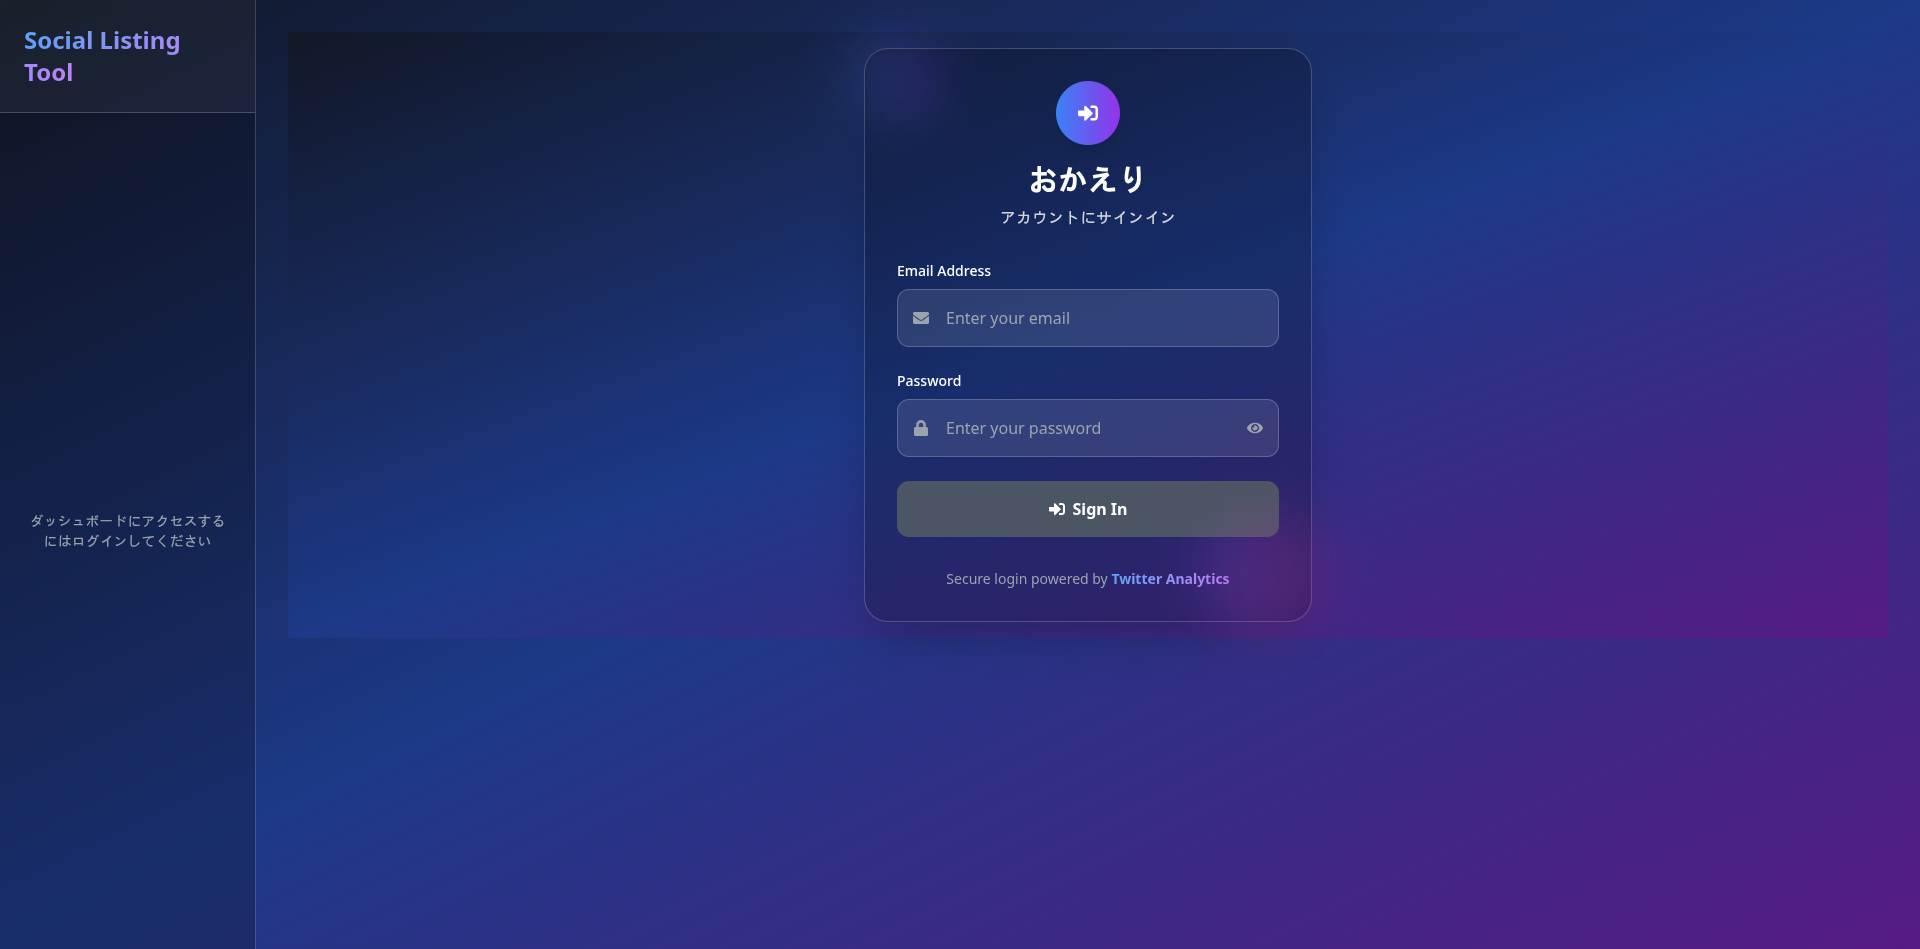 Social Listing
Tool
ダッシュボードにアクセスする
にはログインしてください
おかえり
アカウントにサインイン
Email Address
Enter your email
Password
Enter your password
Sign In
Secure login powered by Twitter Analytics